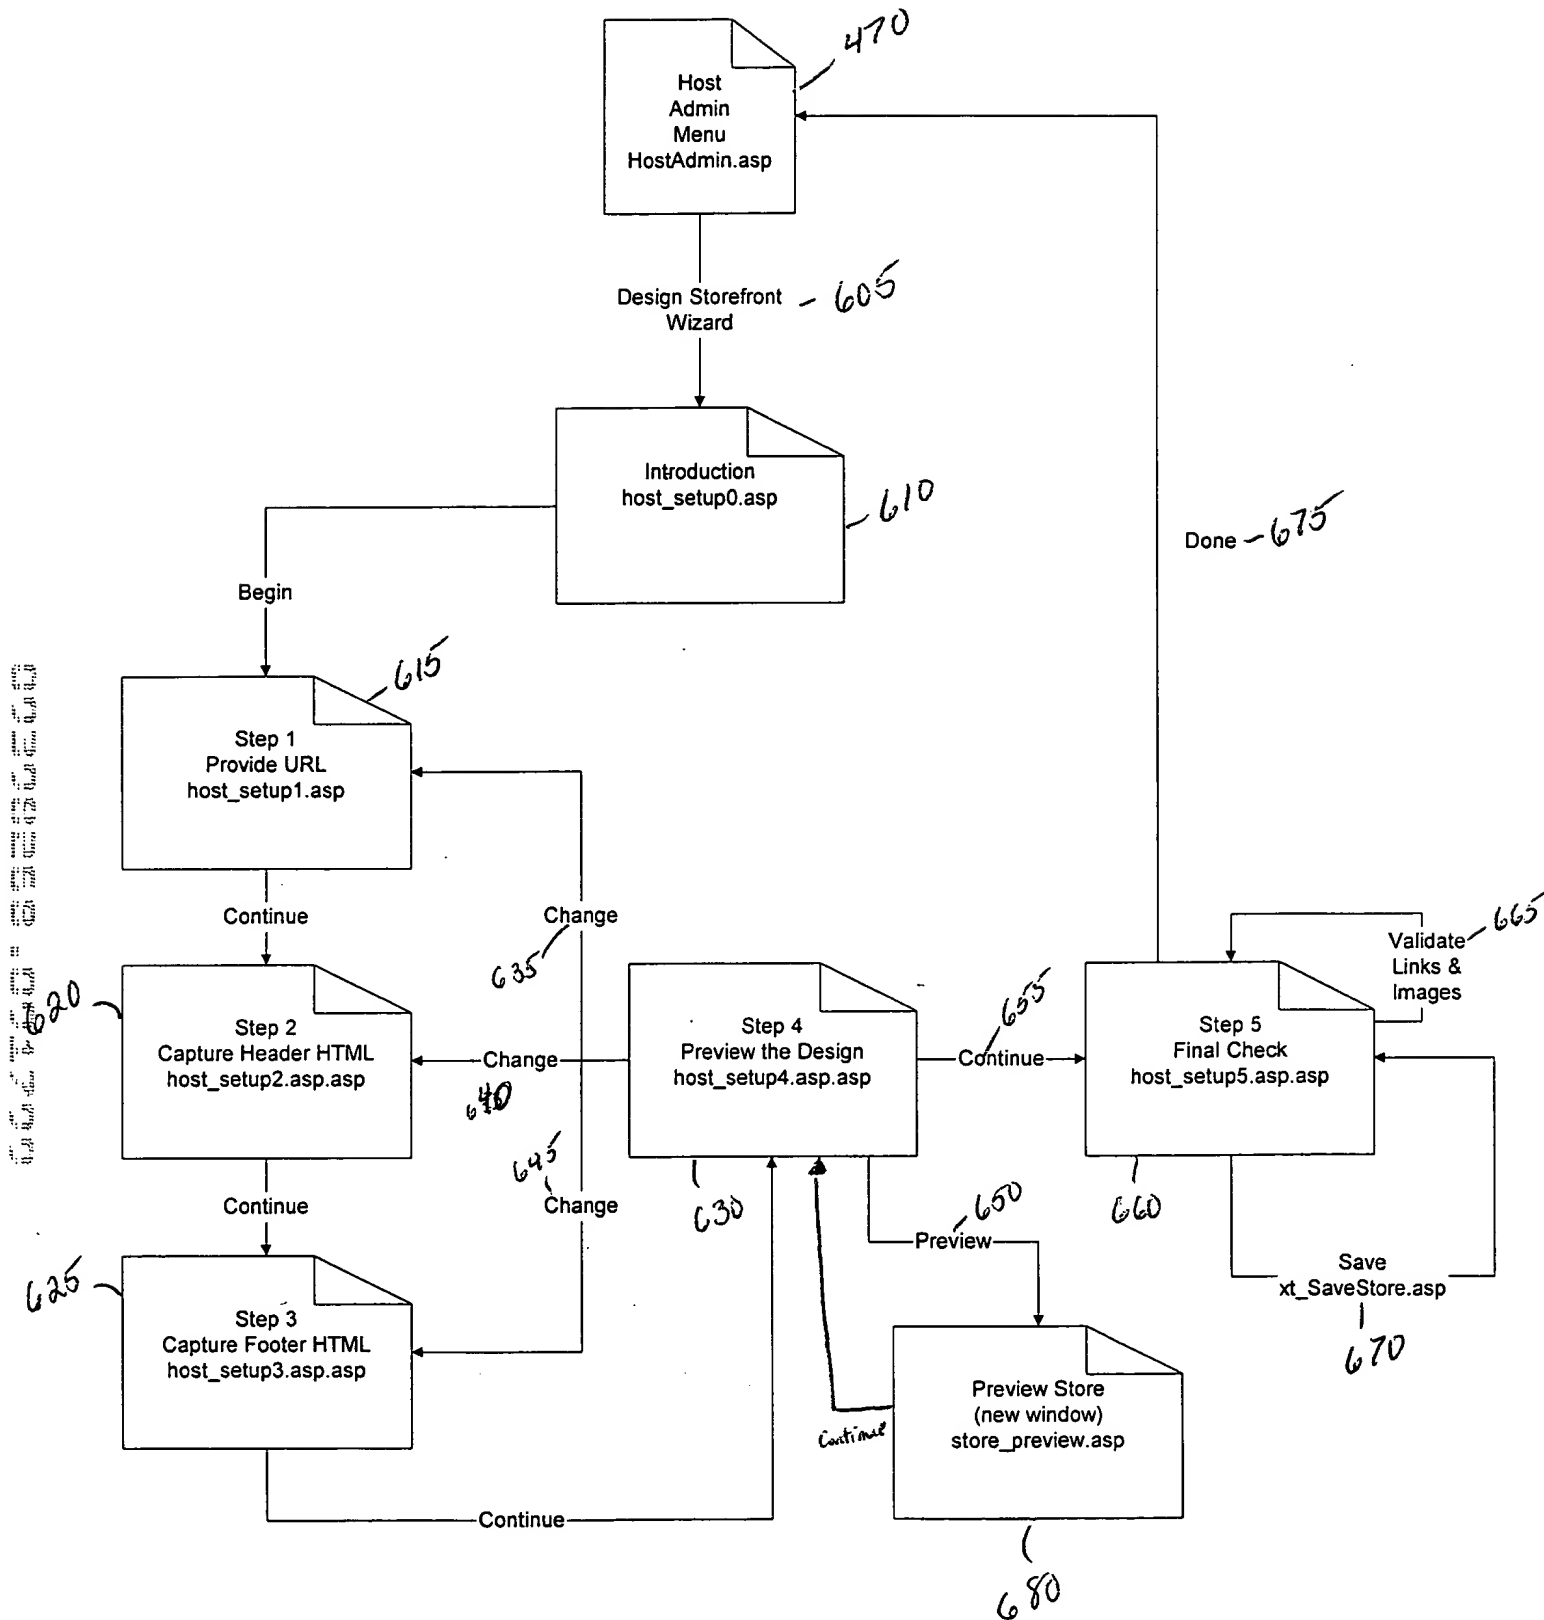 470
Host
Admin
Menu
HostAdmin.asp
Design Storefront
Wizard
605
Introduction
host_setup0.asp
610
Done
675
Begin
615
Step 1
Provide URL
host_setup1.asp
Continue
Change
635
665
Validate
Links &
Images
620
Step 2
Capture Header HTML
host_setup2.asp.asp
Change
640
Step 4
Preview the Design
host_setup4.asp.asp
655
Continue
Step 5
Final Check
host_setup5.asp.asp
645
Change
630
650
Preview
660
Continue
Save
xt_SaveStore.asp
670
625
Step 3
Capture Footer HTML
host_setup3.asp.asp
Preview Store
(new window)
store_preview.asp
Continue
Continue
680